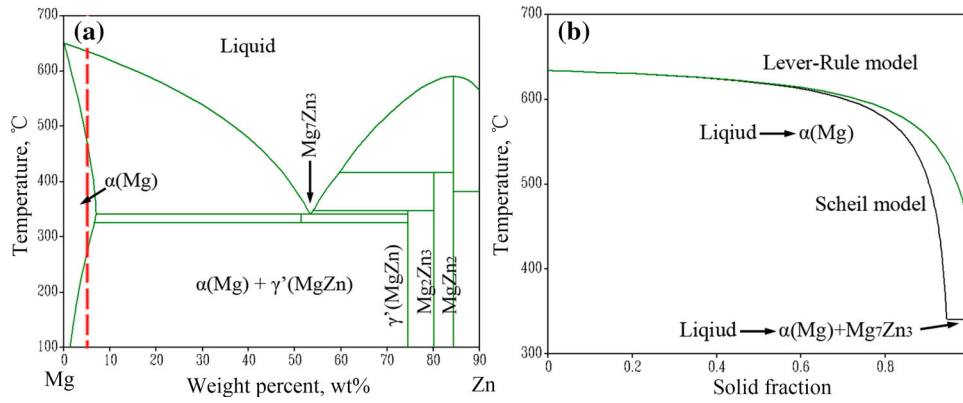 (a)
Liquid
Temperature, ℃
700
600
500
400
300
200
100
α(Mg)
Mg₇Zn₃
α(Mg) + γ’(MgZn)
γ’(MgZn)
Mg₂Zn₃
MgZn₂
0 10 20 30 40 50 60 70 80 90
Mg
Weight percent, wt%
Zn
(b)
Temperature, ℃
700
600
500
400
300
Lever-Rule model
Liqiud α(Mg)
Scheil model
Liqiud α(Mg)+Mg₇Zn₃
0 0.2 0.4 0.6 0.8
Solid fraction